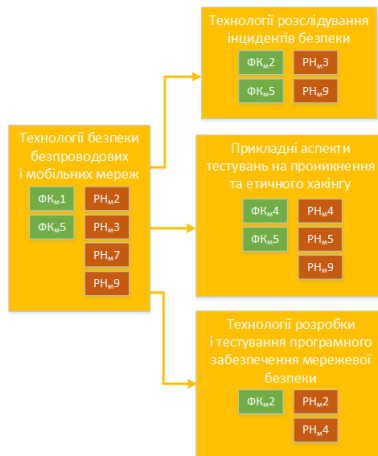 Технології розслідування
інцидентів безпеки
ФКм2 РНм3
ФКм5 РНм9
Технології безпеки
безпроводових
і мобільних мереж
ФКм1 РНм2
ФКм5 РНм3
РНм7
РНм9
Прикладні аспекти
тестувань на проникнення
та етичного хакінгу
ФКм4 РНм4
ФКм5 РНм5
РНм9
Технології розробки
і тестування програмного
забезпечення мережевої
безпеки
ФКм2 РНм2
РНм4